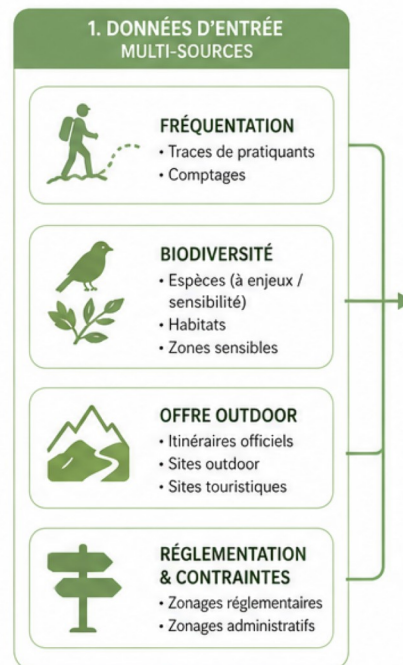 1. DONNÉES D'ENTRÉE
MULTI-SOURCES
FRÉQUENTATION
• Traces de pratiquants
• Comptages
BIODIVERSITÉ
• Espèces (à enjeux /
sensibilité)
• Habitats
• Zones sensibles
OFFRE OUTDOOR
• Itinéraires officiels
• Sites outdoor
• Sites touristiques
RÉGLEMENTATION
& CONTRAINTES
• Zonages réglementaires
• Zonages administratifs